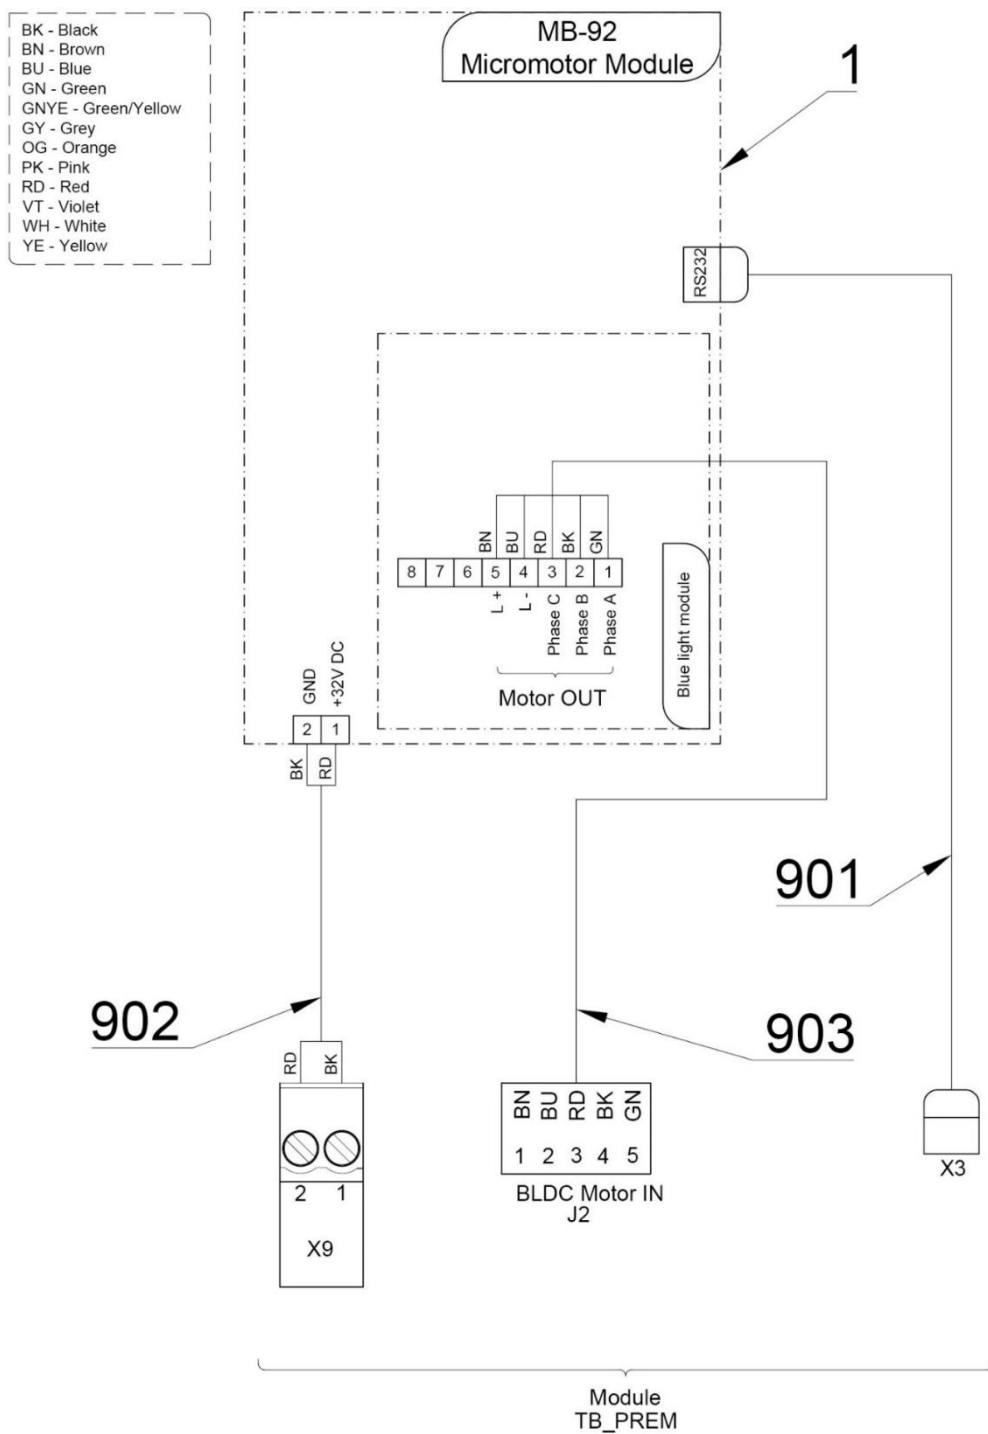 BK - Black
BN - Brown
BU - Blue
GN - Green
GNYE - Green/Yellow
GY - Grey
OG - Orange
PK - Pink
RD - Red
VT - Violet
WH - White
YE - Yellow
MB-92
Micromotor Module
1
RS232
BN BU RD BK GN
8 7 6 5 4 3 2 1
L + L - Phase C Phase B Phase A
Motor OUT
Blue light module
GND +32V DC
2 1
BK RD
901
902
903
RD BK
2 1
X9
BN BU RD BK GN
1 2 3 4 5
BLDC Motor IN
J2
X3
Module
TB_PREM